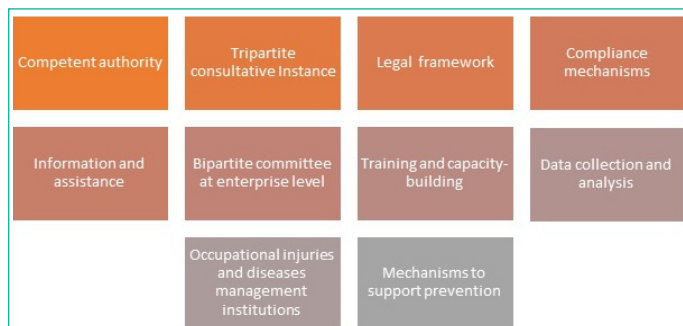 Competent authority
Tripartite
consultative Instance
Legal framework
Compliance
mechanisms
Information and
assistance
Bipartite committee
at enterprise level
Training and capacity-
building
Data collection and
analysis
Occupational injuries
and diseases
management
institutions
Mechanisms to
support prevention